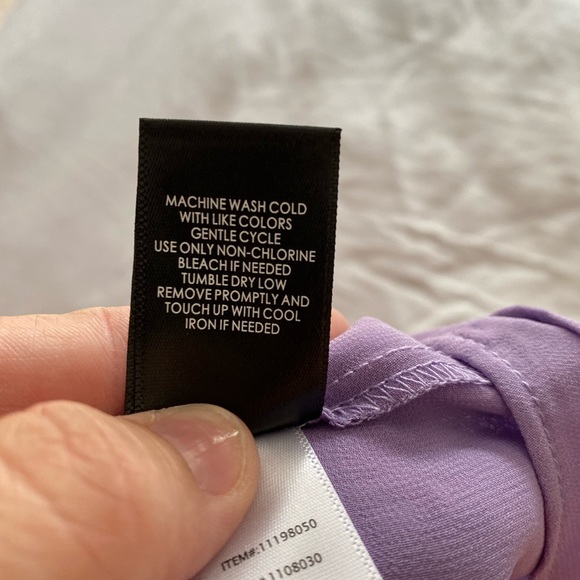 MACHINE WASH COLD
WITH LIKE COLORS
GENTLE CYCLE
USE ONLY NON-CHLORINE
BLEACH IF NEEDED
TUMBLE DRY LOW
REMOVE PROMPTLY AND
TOUCH UP WITH COOL
IRON IF NEEDED
ITEM#:11198050
1108030